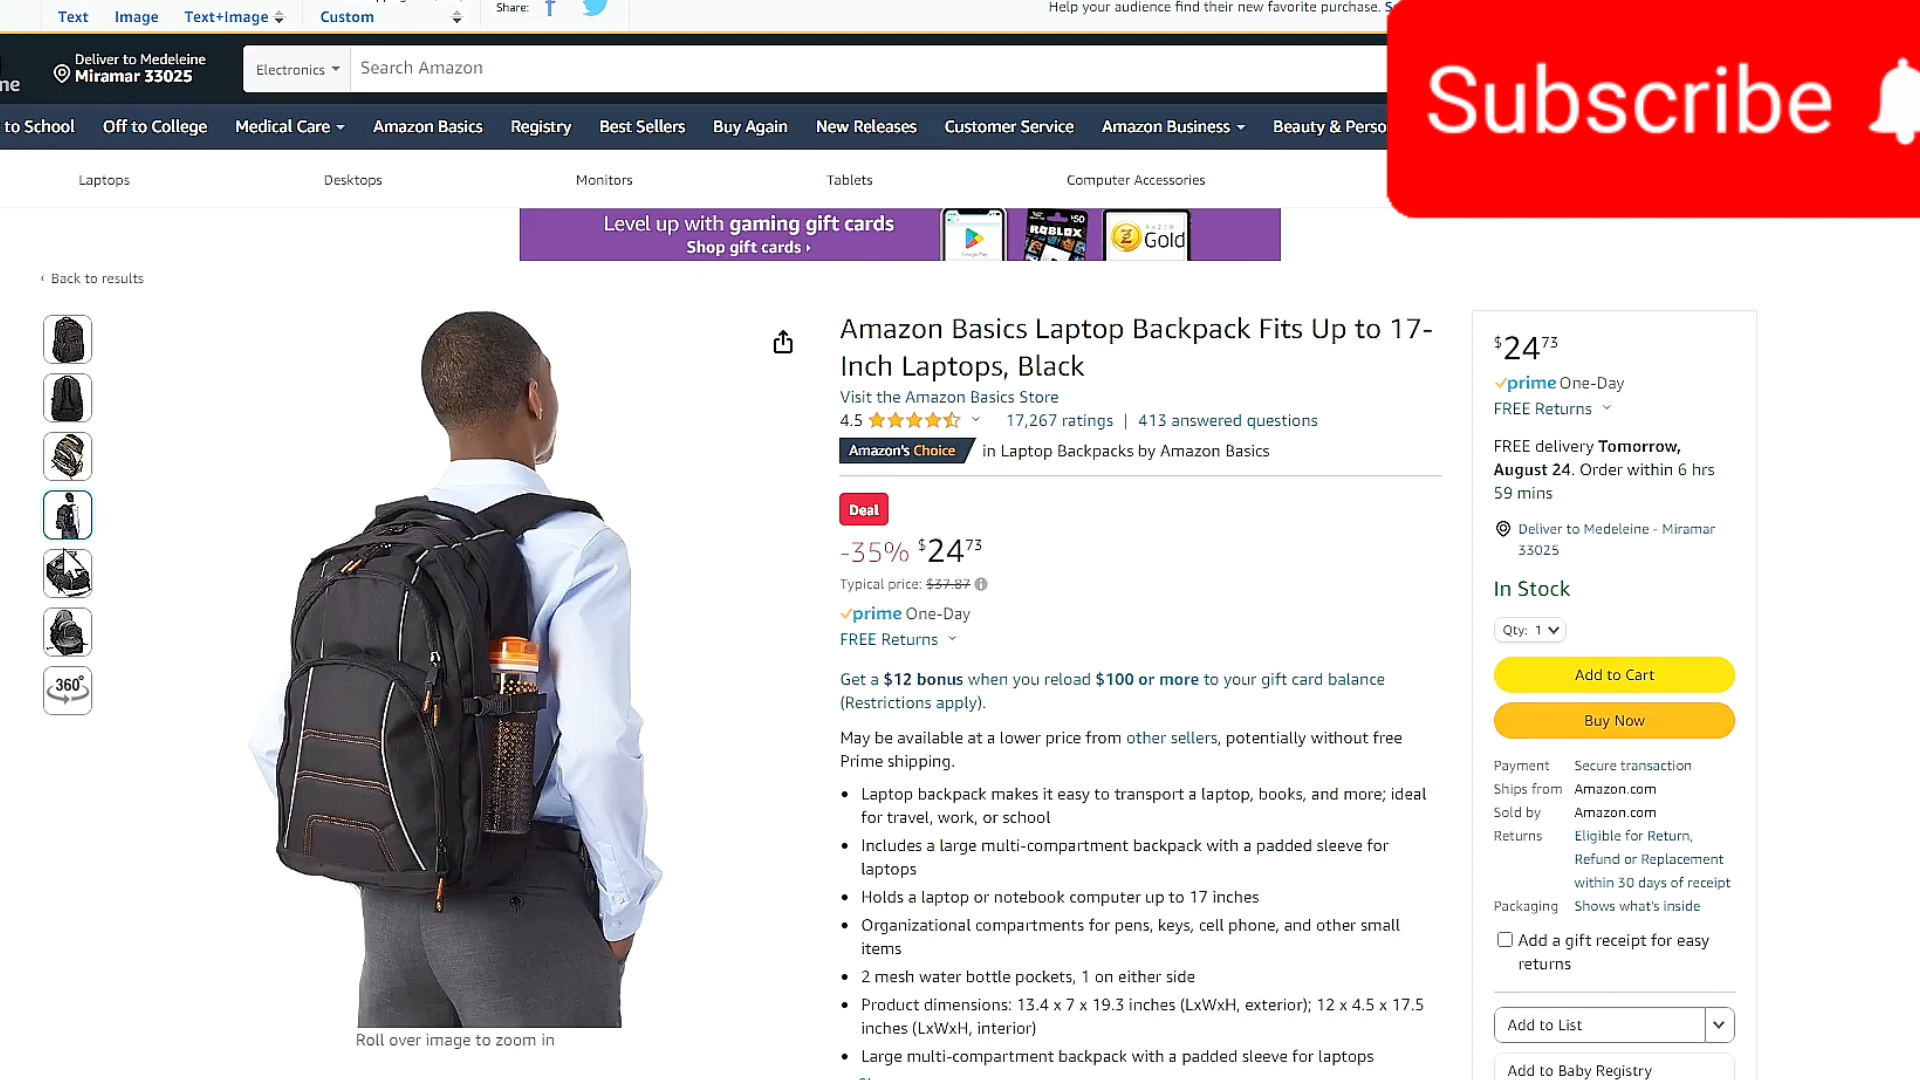 Text Image Text+Image Custom Share:
Help your audience find their new favorite purchase.
Deliver to Medeleine
Miramar 33025
Electronics
Search Amazon
Subscribe
to School Off to College Medical Care Amazon Basics Registry Best Sellers Buy Again New Releases Customer Service Amazon Business Beauty &
Laptops Desktops Monitors Tablets Computer Accessories
Level up with gaming gift cards
Shop gift cards ›
Google Play
$50
ROBLOX
RAZER
Gold
‹ Back to results
360°
Roll over image to zoom in
Amazon Basics Laptop Backpack Fits Up to 17-
Inch Laptops, Black
Visit the Amazon Basics Store
4.5 17,267 ratings | 413 answered questions
Amazon's Choice in Laptop Backpacks by Amazon Basics
Deal
-35% $24 73
Typical price: $37.87
prime One-Day
FREE Returns
Get a $12 bonus when you reload $100 or more to your gift card balance
(Restrictions apply).
May be available at a lower price from other sellers, potentially without free
Prime shipping.
• Laptop backpack makes it easy to transport a laptop, books, and more; ideal
for travel, work, or school
• Includes a large multi-compartment backpack with a padded sleeve for
laptops
• Holds a laptop or notebook computer up to 17 inches
• Organizational compartments for pens, keys, cell phone, and other small
items
• 2 mesh water bottle pockets, 1 on either side
• Product dimensions: 13.4 x 7 x 19.3 inches (LxWxH, exterior); 12 x 4.5 x 17.5
inches (LxWxH, interior)
• Large multi-compartment backpack with a padded sleeve for laptops
$24 73
prime One-Day
FREE Returns
FREE delivery Tomorrow,
August 24. Order within 6 hrs
59 mins
Deliver to Medeleine - Miramar
33025
In Stock
Qty: 1
Add to Cart
Buy Now
Payment Secure transaction
Ships from Amazon.com
Sold by Amazon.com
Returns Eligible for Return,
Refund or Replacement
within 30 days of receipt
Packaging Shows what's inside
Add a gift receipt for easy
returns
Add to List
Add to Baby Registry